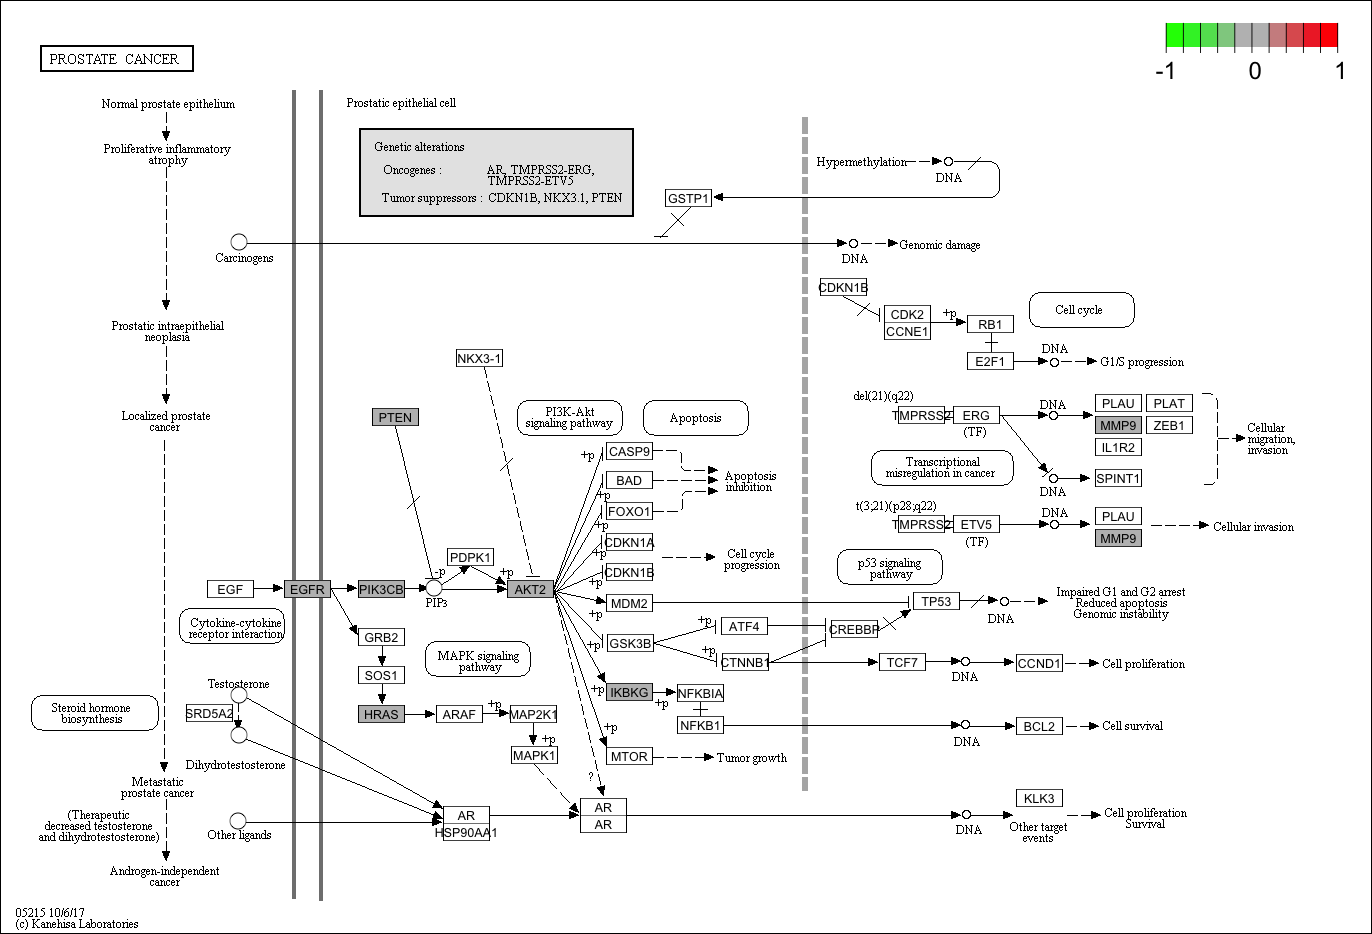 -1
0
1
PROSTATE CANCER
Normal prostate epithelium
Proliferative inflammatory
atrophy
Prostatic intraepithelial
neoplasia
Localized prostate
cancer
Metastatic
prostate cancer
(Therapeutic
decreased testosterone
and dihydrotestosterone)
Androgen-independent
cancer
Prostatic epithelial cell
Genetic alterations
Oncogenes :
AR, TMPRSS2-ERG,
TMPRSS2-ETV5
Tumor suppressors : CDKN1B, NKX3.1, PTEN
Hypermethylation
DNA
GSTP1
Carcinogens
DNA
Genomic damage
CDKN1B
CDK2
CCNE1
+p
RB1
E2F1
Cell cycle
DNA
G1/S progression
NKX3-1
PTEN
PI3K-Akt
signaling pathway
Apoptosis
del(21)(q22)
TMPRSS2
ERG
(TF)
DNA
PLAU
PLAT
MMP9
ZEB1
IL1R2
SPINT1
DNA
Cellular
migration,
invasion
Transcriptional
misregulation in cancer
t(3;21)(p28;q22)
TMPRSS2
ETV5
(TF)
DNA
PLAU
MMP9
Cellular invasion
+p
CASP9
BAD
+p
FOXO1
+p
CDKN1A
+p
CDKN1B
+p
MDM2
+p
GSK3B
+p
IKBKG
+p
+p
MTOR
+p
Apoptosis
inhibition
Cell cycle
progression
EGF
EGFR
PIK3CB
PIP3
-p
PDPK1
+p
AKT2
Cytokine-cytokine
receptor interaction
GRB2
SOS1
HRAS
ARAF
+p
MAP2K1
+p
MAPK1
MAPK signaling
pathway
p53 signaling
pathway
TP53
DNA
Impaired G1 and G2 arrest
Reduced apoptosis
Genomic instability
+p
ATF4
CREBBP
+p
CTNNB1
TCF7
DNA
CCND1
Cell proliferation
NFKBIA
NFKB1
DNA
BCL2
Cell survival
Tumor growth
?
Steroid hormone
biosynthesis
Testosterone
SRD5A2
Dihydrotestosterone
Other ligands
AR
HSP90AA1
AR
AR
DNA
KLK3
Other target
events
Cell proliferation
Survival
05215 10/6/17
(c) Kanehisa Laboratories